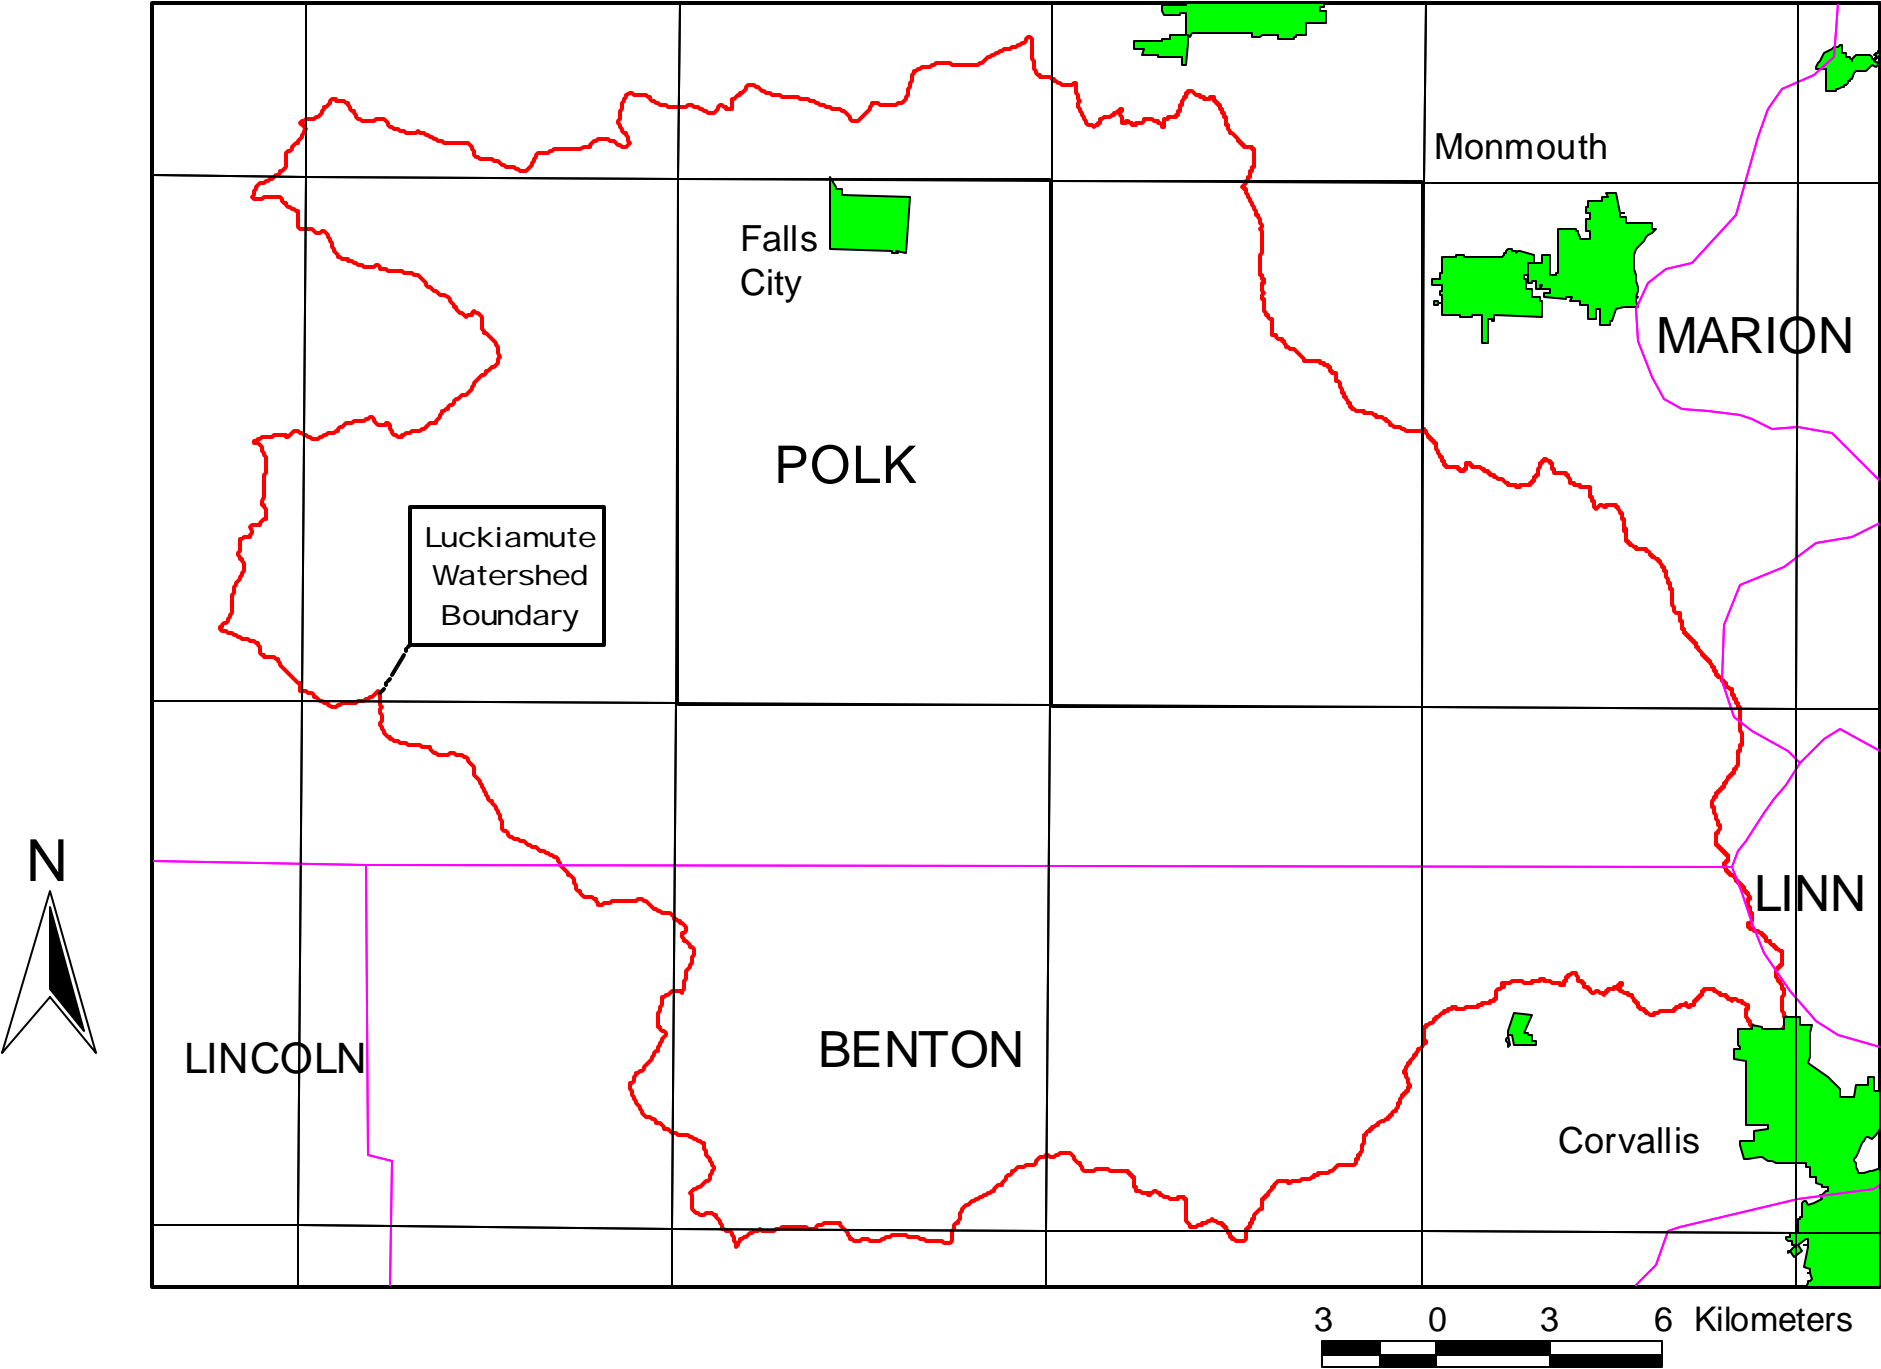 Monmouth
Falls
City
MARION
POLK
Luckiamute
Watershed
Boundary
N
LINN
LINCOLN
BENTON
Corvallis
3 0 3 6 Kilometers